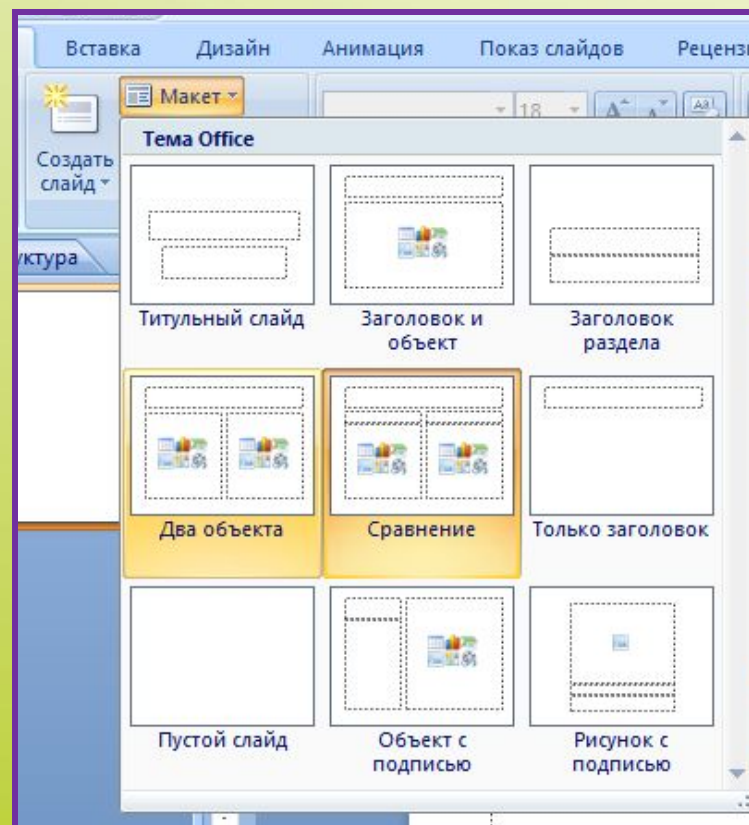 Вставка Дизайн Анимация Показ слайдов
Макет
18
Создать
слайд
Тема Office
Титульный слайд
Заголовок и
объект
Заголовок
раздела
Два объекта
Сравнение
Только заголовок
Пустой слайд
Объект с
подписью
Рисунок с
подписью